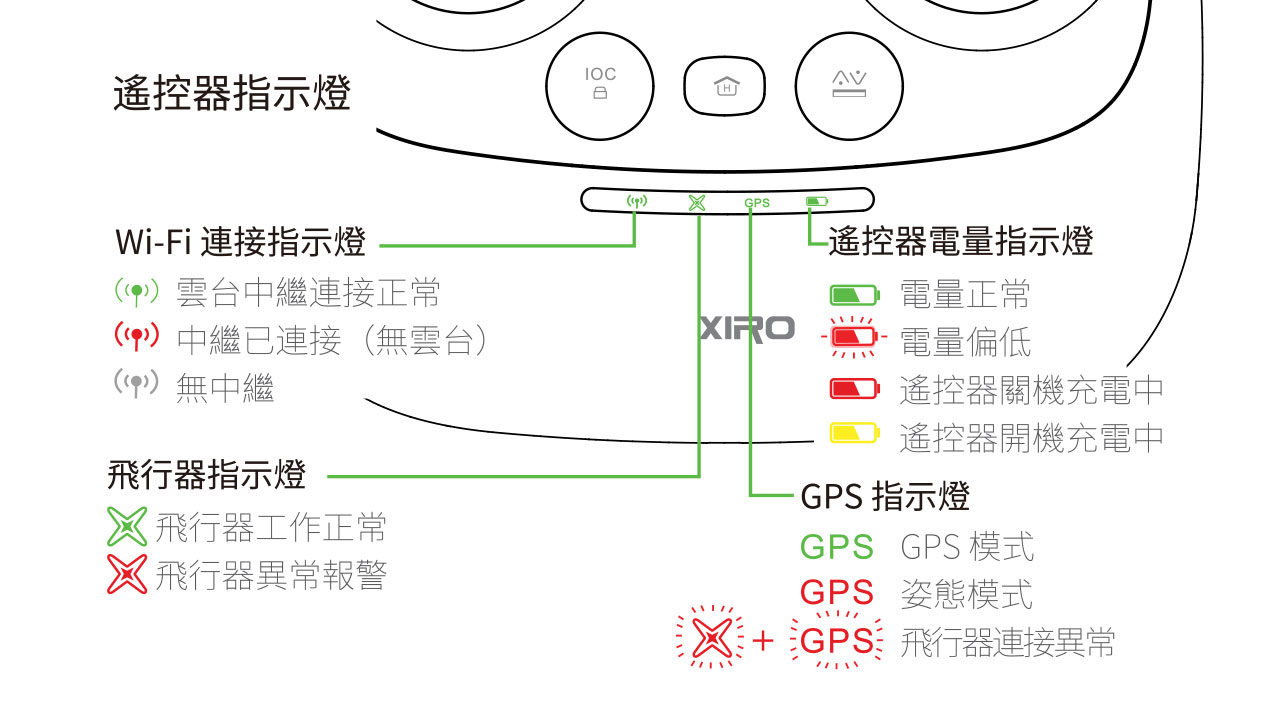 IOC
H
遙控器指示燈
GPS
Wi-Fi 連接指示燈
雲台中繼連接正常
中繼已連接（無雲台）
無中繼
XIRO
遙控器電量指示燈
電量正常
電量偏低
遙控器關機充電中
遙控器開機充電中
飛行器指示燈
飛行器工作正常
飛行器異常報警
GPS 指示燈
GPS GPS 模式
GPS 姿態模式
+ GPS 飛行器連接異常